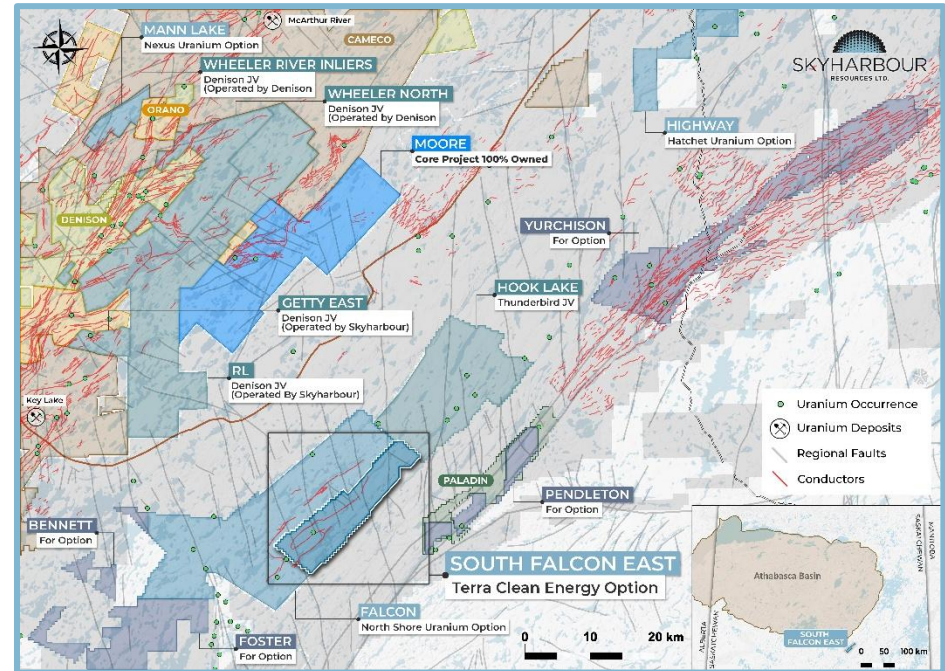 McArthur River
MANN LAKE
Nexus Uranium Option
CAMECO
SKYHARBOUR
RESOURCES LTD.
WHEELER RIVER INLIERS
Denison JV
(Operated by Denison
ORANO
WHEELER NORTH
Denison JV
(Operated by Denison
HIGHWAY
Hatchet Uranium Option
MOORE
Core Project 100% Owned
DENISON
YURCHISON
For Option
HOOK LAKE
Thunderbird JV
GETTY EAST
Denison JV
(Operated by Skyharbour)
RL
Denison JV
(Operated By Skyharbour)
Key Lake
Uranium Occurrence
Uranium Deposits
Regional Faults
Conductors
PALADIN
PENDLETON
For Option
BENNETT
For Option
SOUTH FALCON EAST
Terra Clean Energy Option
FALCON
North Shore Uranium Option
FOSTER
For Option
0 10 20 km
SASKATCHEWAN
MANITOBA
Athabasca Basin
ALBERTA
SASKATCHEWAN
SOUTH
FALCON EAST
0 50 100 km